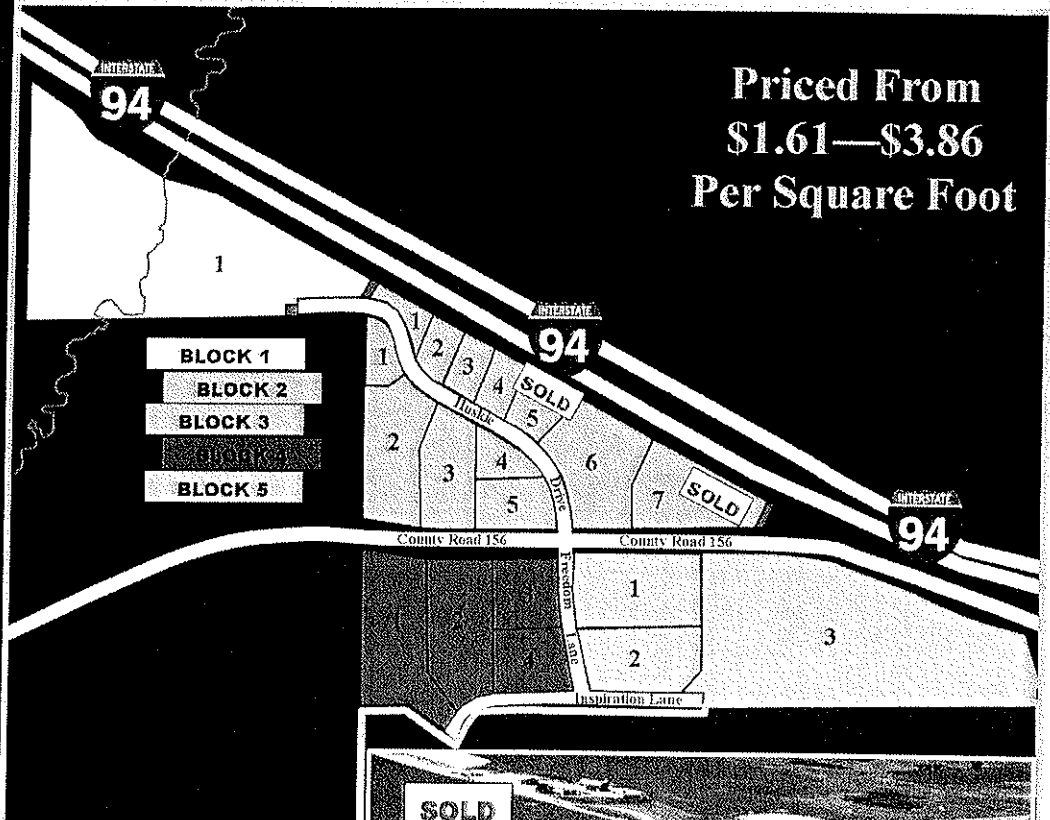 INTERSTATE
94
Priced From
$1.61—$3.86
Per Square Foot
1
INTERSTATE
94
BLOCK 1
BLOCK 2
BLOCK 3
BLOCK 4
BLOCK 5
1
1
2
3
4
SOLD
5
Drive
2
3
4
5
6
7
SOLD
INTERSTATE
94
County Road 156
County Road 156
Freedom Lane
1
2
3
4
Inspiration Lane
SOLD